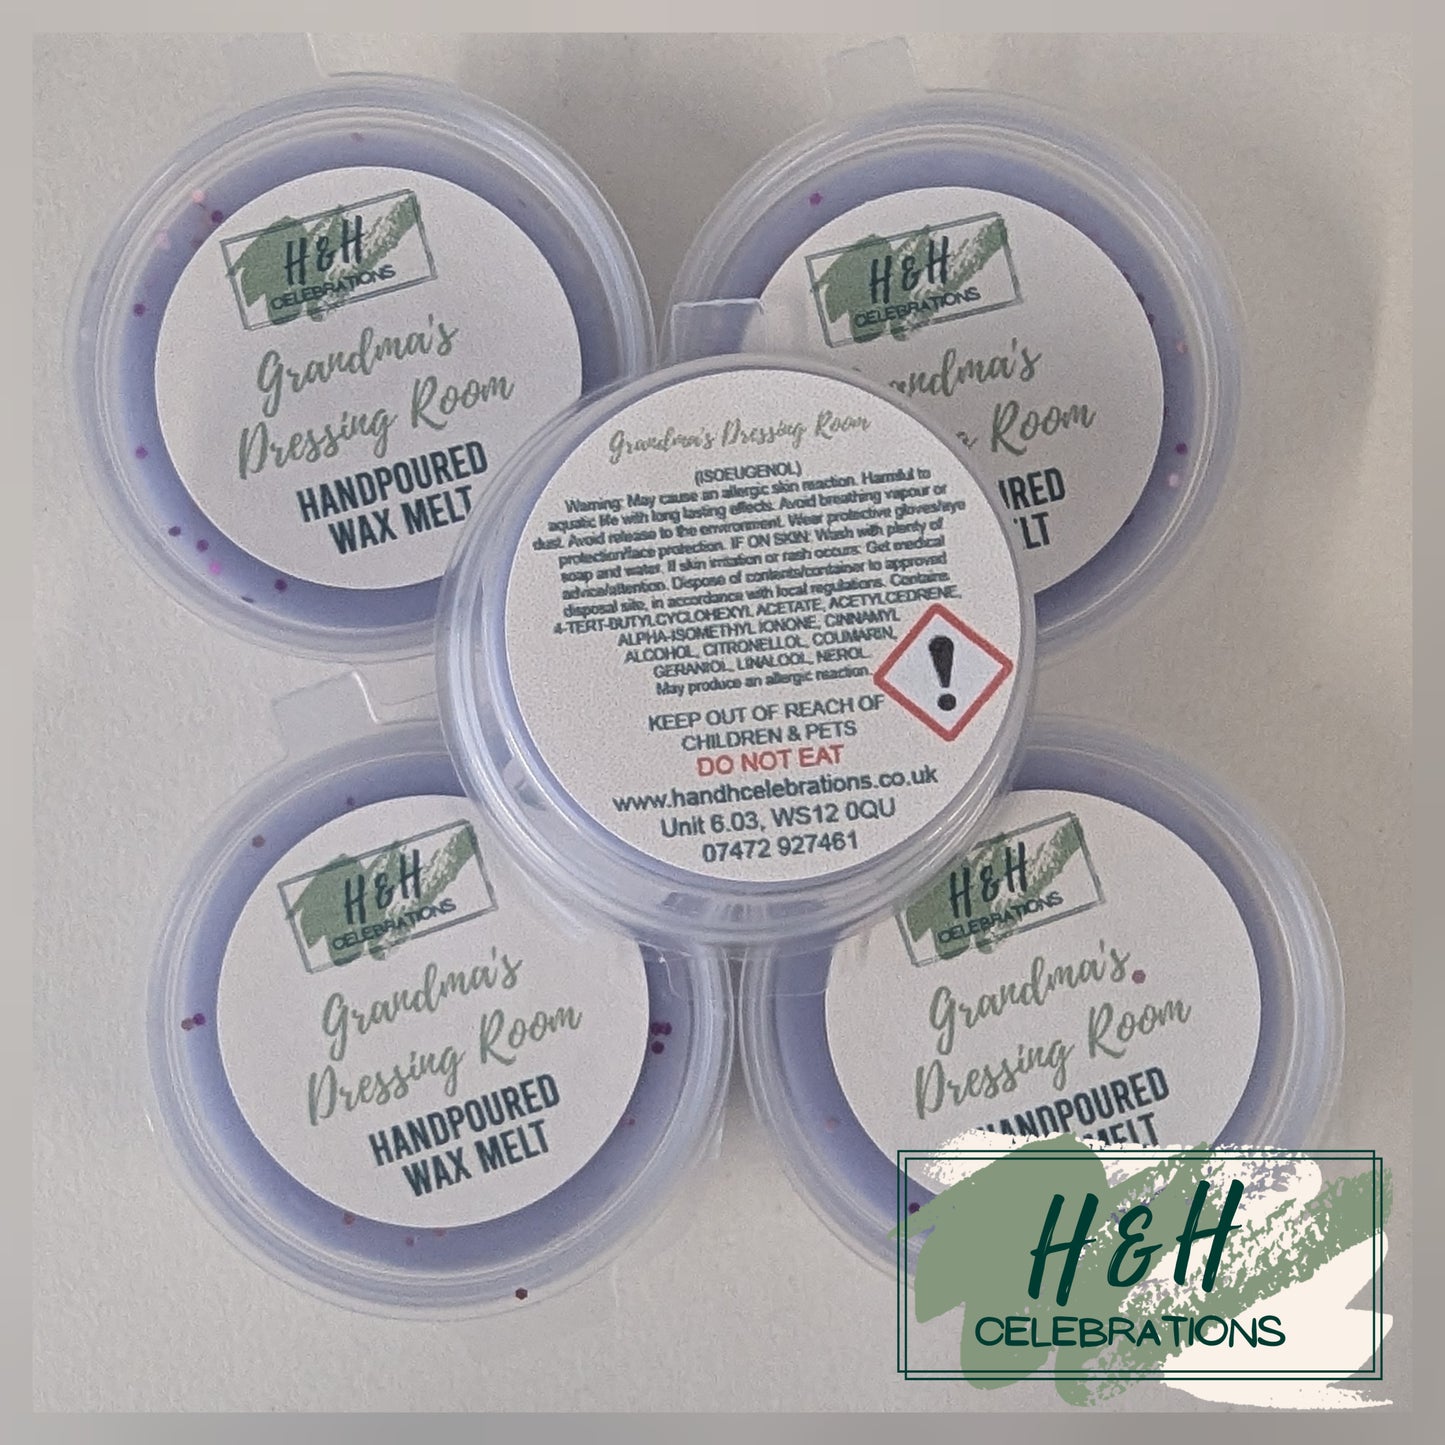 H & H
CELEBRATIONS
Grandma's
Dressing Room
HANDPOURED
WAX MELT
H & H
CELEBRATIONS
andma's
Room
RED
LT
Grandma's Dressing Room
(ISOEUGENOL)
Warning: May cause an allergic skin reaction. Harmful to
aquatic life with long lasting effects. Avoid breathing vapour or
dust. Avoid release to the environment. Wear protective gloves/eye
protection/face protection. IF ON SKIN: Wash with plenty of
soap and water. If skin irritation or rash occurs: Get medical
advice/attention. Dispose of contents/container to approved
disposal site, in accordance with local regulations. Contains
4-TERT-BUTYLCYCLOHEXYL ACETATE, ACETYLCEDRENE,
ALPHA-ISOMETHYL IONONE, CINNAMYL
ALCOHOL, CITRONELLOL, COUMARIN,
GERANIOL, LINALOOL, NEROL.
May produce an allergic reaction.
KEEP OUT OF REACH OF
CHILDREN & PETS
DO NOT EAT
www.handhcelebrations.co.uk
Unit 6.03, WS12 0QU
07472 927461
H & H
CELEBRATIONS
Grandma's
Dressing Room
HANDPOURED
WAX MELT
H & H
CELEBRATIONS
Grandma's
Dressing Room
HANDPOURED
MELT
H & H
CELEBRATIONS